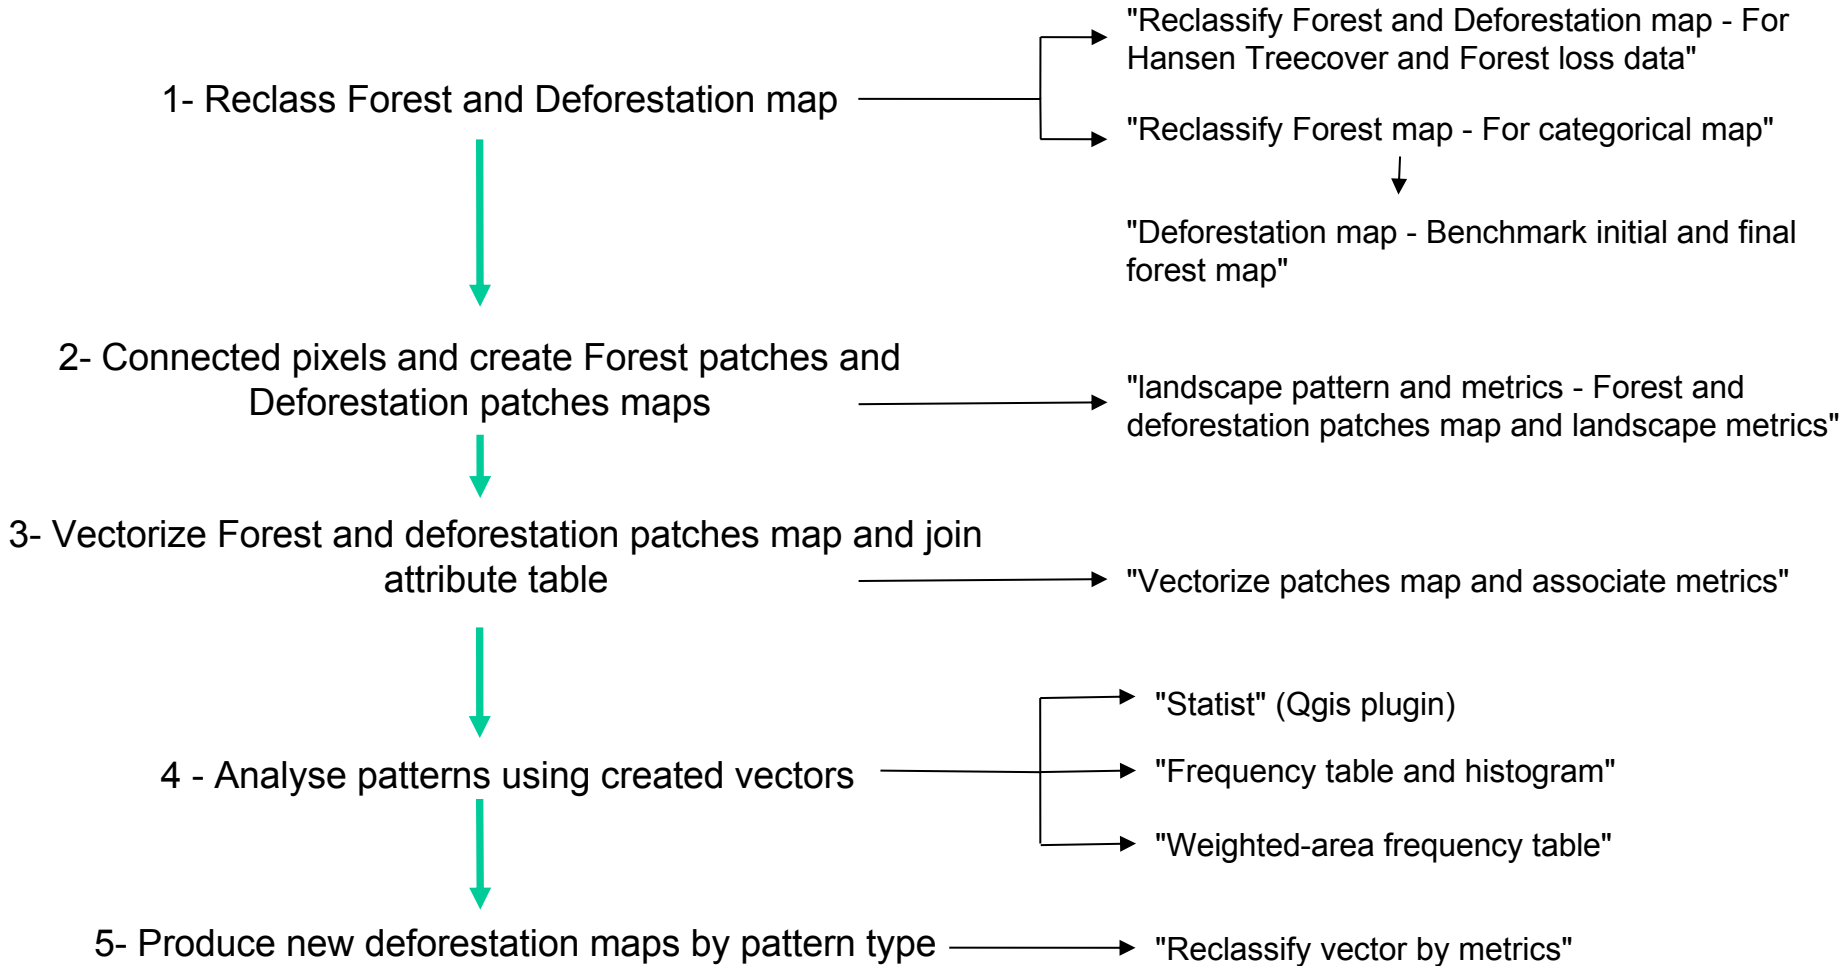 "Reclassify Forest and Deforestation map - For
Hansen Treecover and Forest loss data"
1- Reclass Forest and Deforestation map
"Reclassify Forest map - For categorical map"
"Deforestation map - Benchmark initial and final
forest map"
2- Connected pixels and create Forest patches and
Deforestation patches maps
"landscape pattern and metrics - Forest and
deforestation patches map and landscape metrics"
3- Vectorize Forest and deforestation patches map and join
attribute table
"Vectorize patches map and associate metrics"
"Statist" (Qgis plugin)
4 - Analyse patterns using created vectors
"Frequency table and histogram"
"Weighted-area frequency table"
5- Produce new deforestation maps by pattern type
"Reclassify vector by metrics"